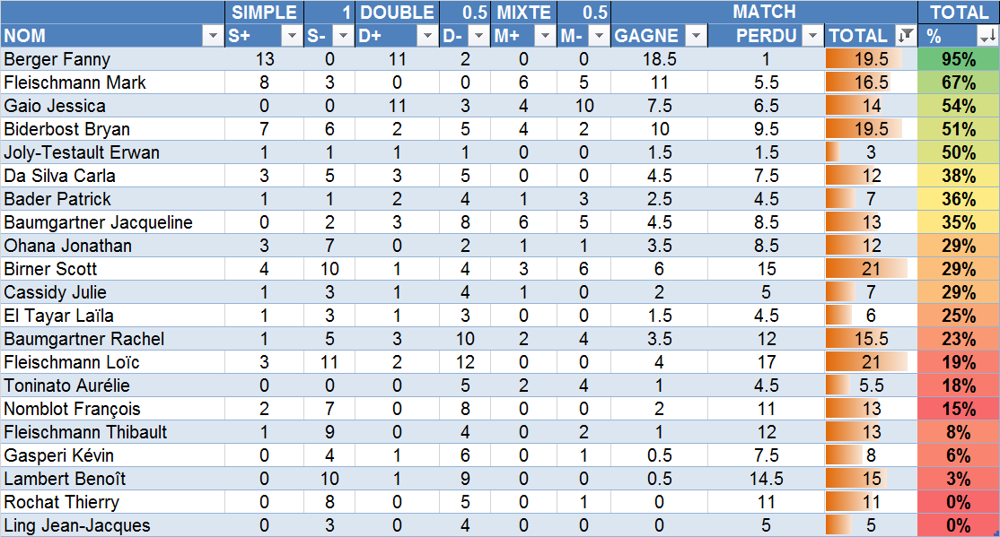 SIMPLE 1 DOUBLE 0.5 MIXTE 0.5 MATCH TOTAL
NOM S+ S- D+ D- M+ M- GAGNE PERDU TOTAL %
Berger Fanny 13 0 11 2 0 0 18.5 1 19.5 95%
Fleischmann Mark 8 3 0 0 6 5 11 5.5 16.5 67%
Gaio Jessica 0 0 11 3 4 10 7.5 6.5 14 54%
Biderbost Bryan 7 6 2 5 4 2 10 9.5 19.5 51%
Joly-Testault Erwan 1 1 1 1 0 0 1.5 1.5 3 50%
Da Silva Carla 3 5 3 5 0 0 4.5 7.5 12 38%
Bader Patrick 1 1 2 4 1 3 2.5 4.5 7 36%
Baumgartner Jacqueline 0 2 3 8 6 5 4.5 8.5 13 35%
Ohana Jonathan 3 7 0 2 1 1 3.5 8.5 12 29%
Birner Scott 4 10 1 4 3 6 6 15 21 29%
Cassidy Julie 1 3 1 4 1 0 2 5 7 29%
El Tayar Laïla 1 3 1 3 0 0 1.5 4.5 6 25%
Baumgartner Rachel 1 5 3 10 2 4 3.5 12 15.5 23%
Fleischmann Loïc 3 11 2 12 0 0 4 17 21 19%
Toninato Aurélie 0 0 0 5 2 4 1 4.5 5.5 18%
Nomblot François 2 7 0 8 0 0 2 11 13 15%
Fleischmann Thibault 1 9 0 4 0 2 1 12 13 8%
Gasperi Kévin 0 4 1 6 0 1 0.5 7.5 8 6%
Lambert Benoît 0 10 1 9 0 0 0.5 14.5 15 3%
Rochat Thierry 0 8 0 5 0 1 0 11 11 0%
Ling Jean-Jacques 0 3 0 4 0 0 0 5 5 0%